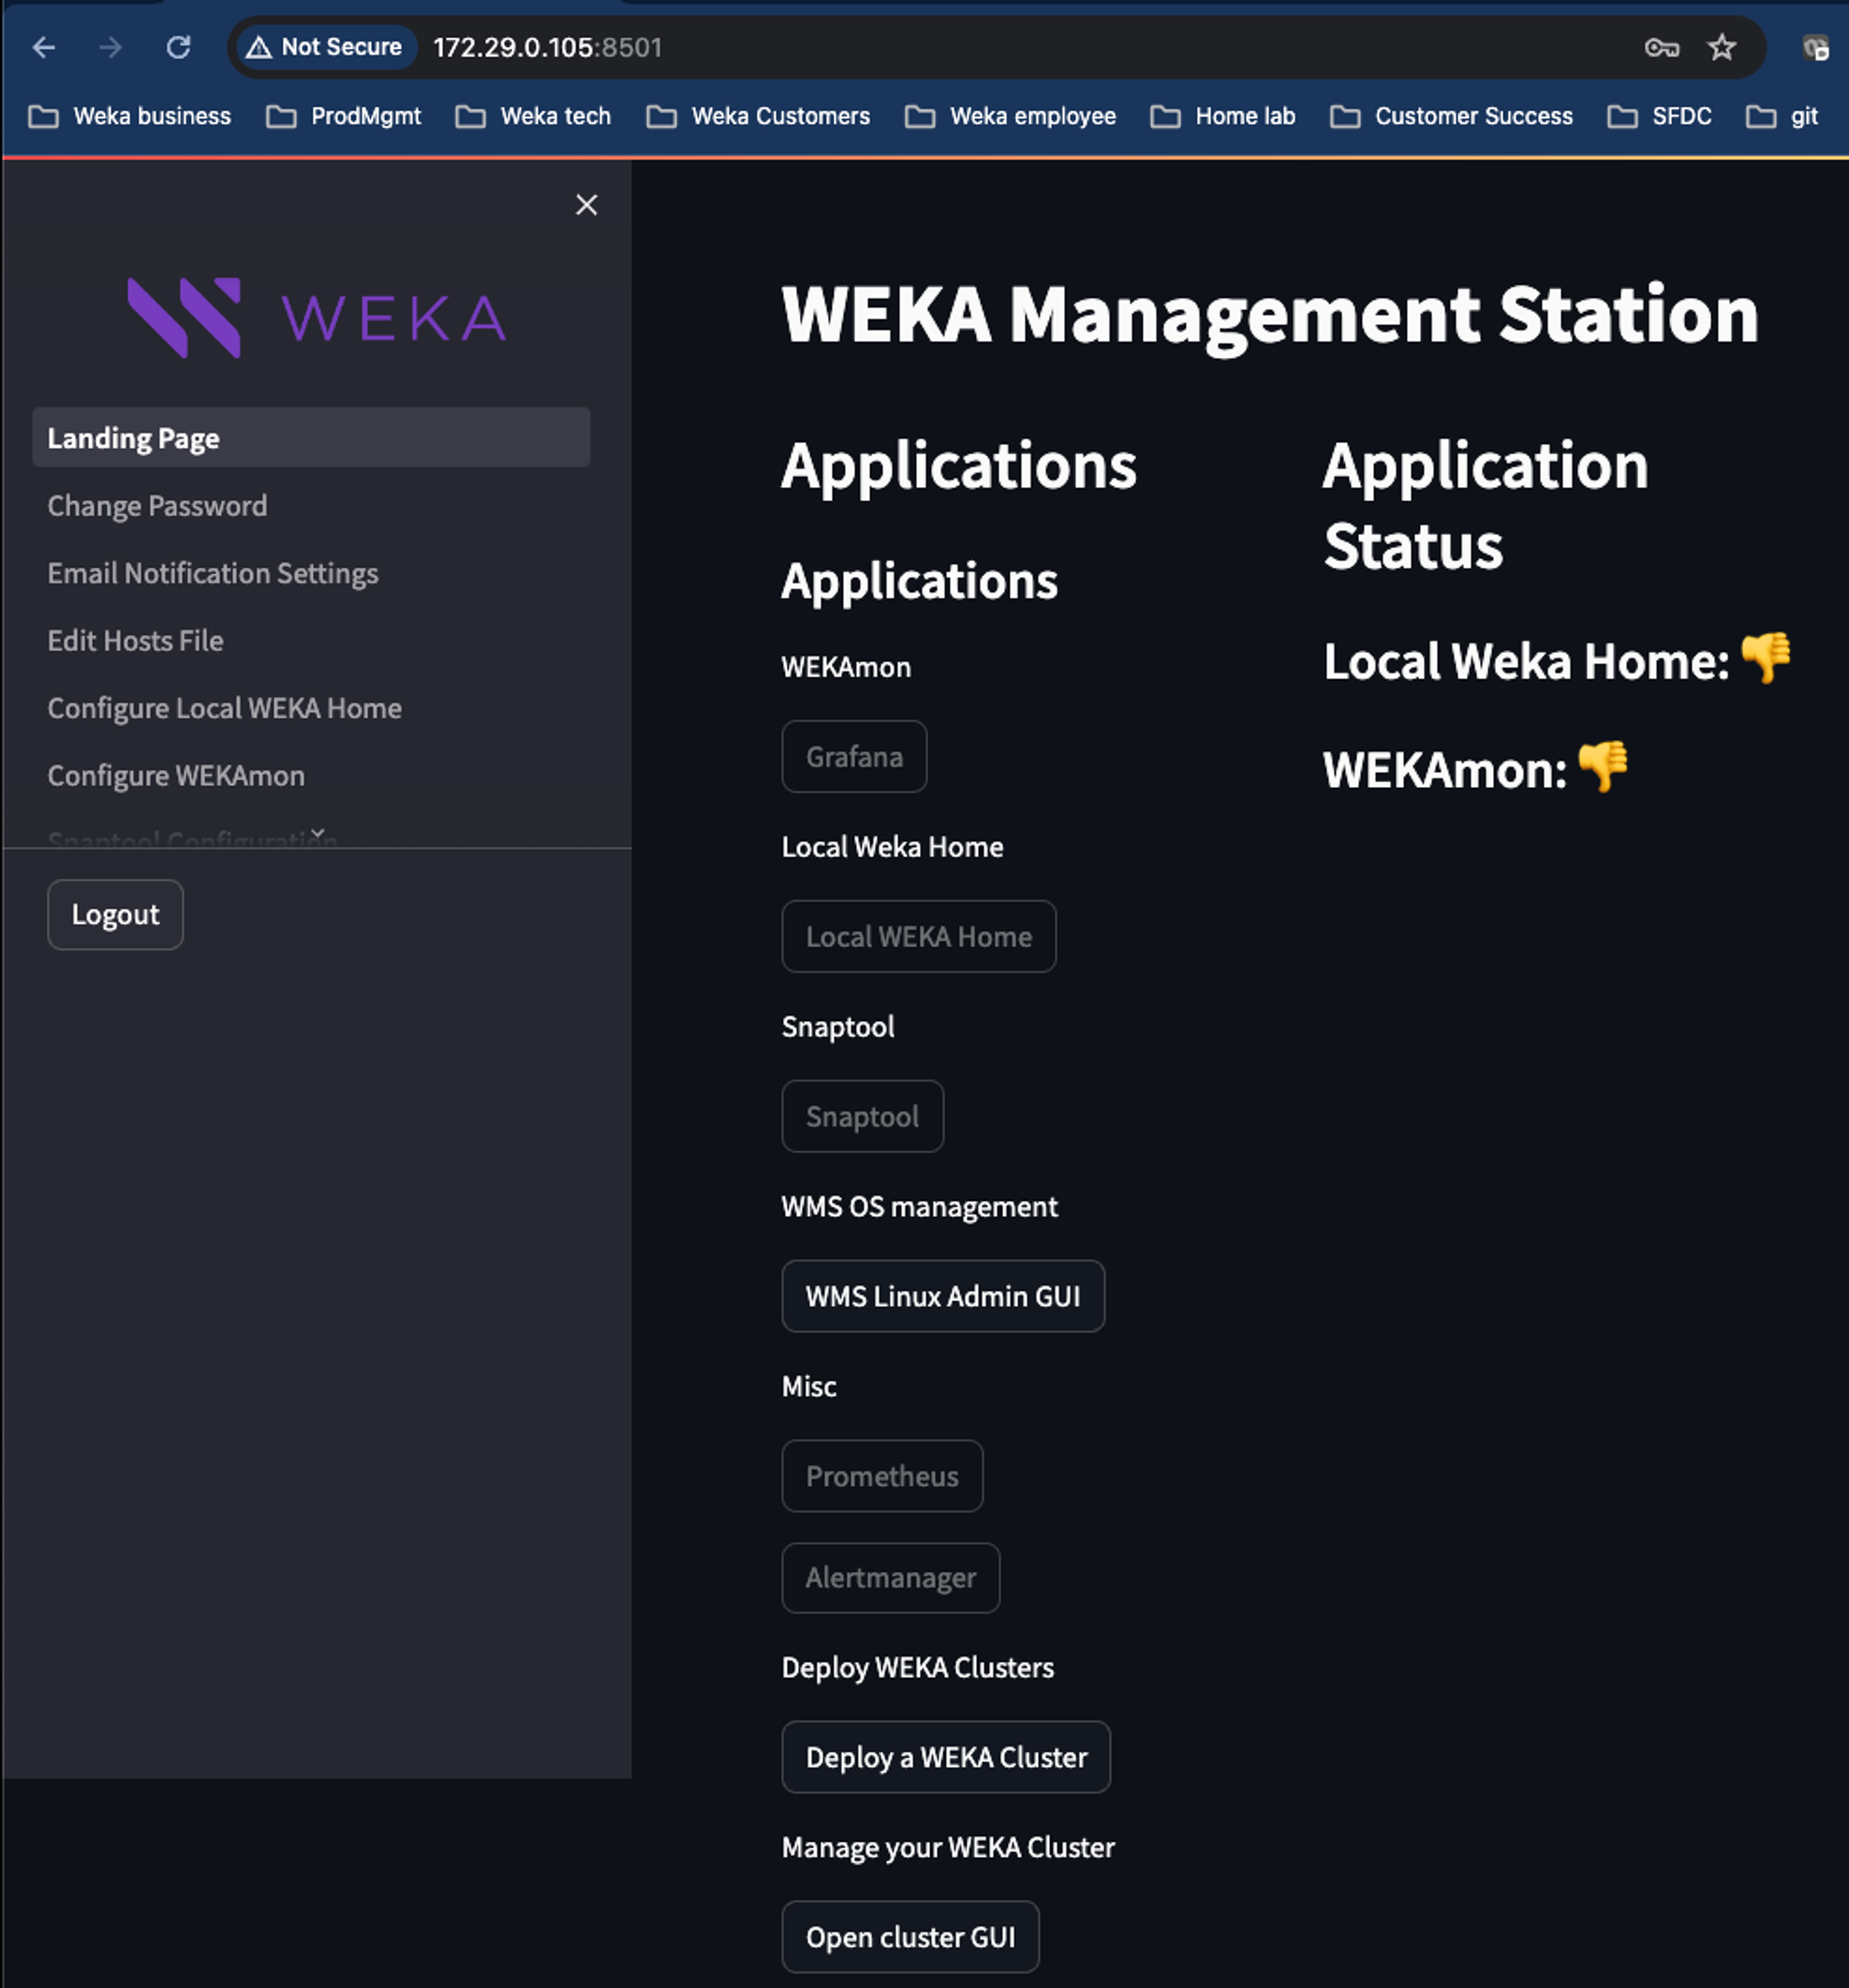 Not Secure 172.29.0.105:8501
Weka business ProdMgmt Weka tech Weka Customers Weka employee Home lab Customer Success SFDC git
WEKA
Landing Page
Change Password
Email Notification Settings
Edit Hosts File
Configure Local WEKA Home
Configure WEKAmon
Snaptool Configuration
Logout
WEKA Management Station
Applications
Applications
WEKAmon
Grafana
Local Weka Home
Local WEKA Home
Snaptool
Snaptool
WMS OS management
WMS Linux Admin GUI
Misc
Prometheus
Alertmanager
Deploy WEKA Clusters
Deploy a WEKA Cluster
Manage your WEKA Cluster
Open cluster GUI
Application
Status
Local Weka Home: 👎
WEKAmon: 👎